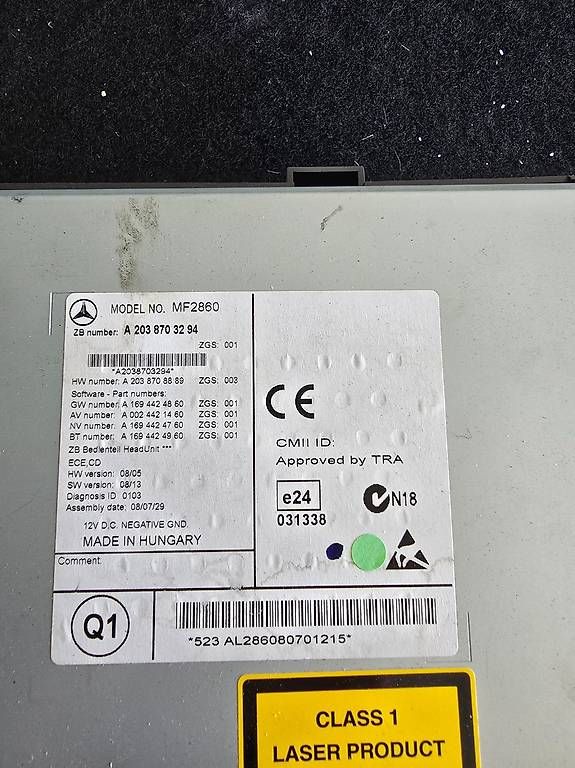 MODEL NO. MF2860
ZB number: A 203 870 32 94
ZGS: 001
*A2038703294*
HW number: A 203 870 88 89 ZGS: 003
Software - Part numbers:
GW number: A 169 442 48 60 ZGS: 001
AV number: A 002 442 14 60 ZGS: 001
NV number: A 169 442 47 60 ZGS: 001
BT number: A 169 442 49 60 ZGS: 001
ZB Bedienteil HeadUnit ***
ECE,CD
HW version: 08/05
SW version: 08/13
Diagnosis ID 0103
Assembly date: 08/07/29
12V D.C. NEGATIVE GND.
MADE IN HUNGARY
Comment:
CE
CMII ID:
Approved by TRA
e24
031338
N18
Q1
*523 AL286080701215*
CLASS 1
LASER PRODUCT